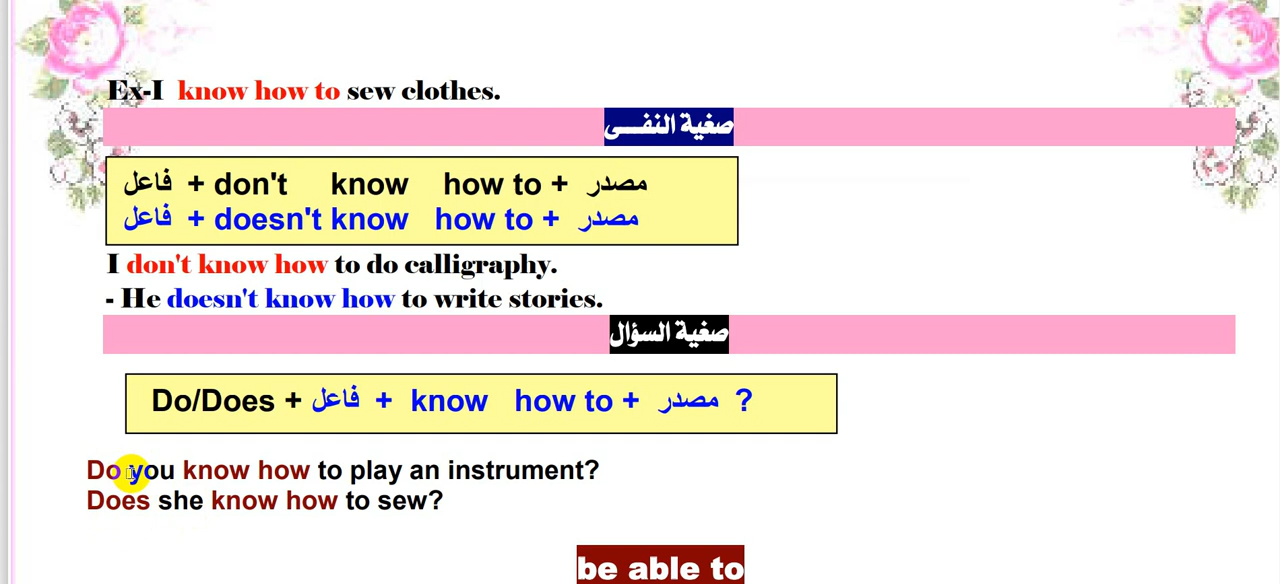 Ex-I know how to sew clothes.
صغية النفـــى
فاعل + don't know how to + مصدر
فاعل + doesn't know how to + مصدر
I don't know how to do calligraphy.
- He doesn't know how to write stories.
صغية السؤال
Do/Does + فاعل + know how to + مصدر ?
Do you know how to play an instrument?
Does she know how to sew?
be able to